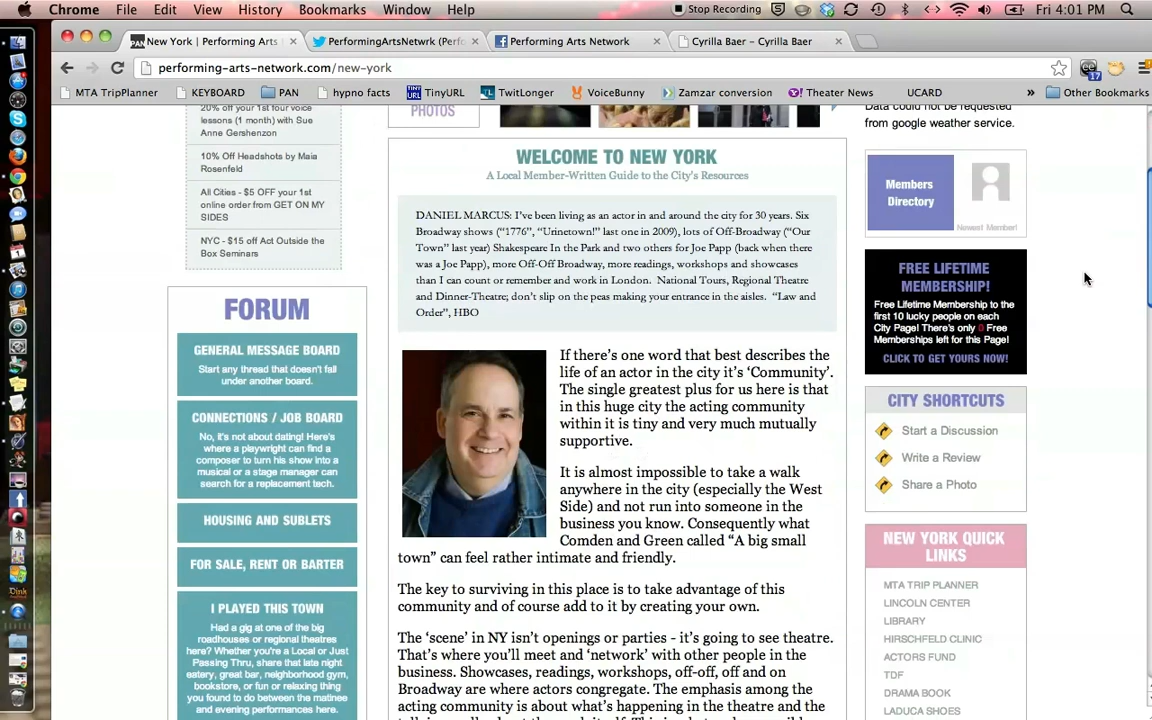 Chrome File Edit View History Bookmarks Window Help Stop Recording Fri 4:01 PM
New York | Performing Arts PerformingArtsNetwrk (Perfo Performing Arts Network Cyrilla Baer – Cyrilla Baer
performing-arts-network.com/new-york
MTA TripPlanner KEYBOARD PAN hypno facts TinyURL TwitLonger VoiceBunny Zamzar conversion Theater News UCARD » Other Bookmarks
20% off your 1st four voice
lessons (1 month) with Sue
Anne Gershenzon
10% Off Headshots by Maia
Rosenfeld
All Cities - $5 OFF your 1st
online order from GET ON MY
SIDES
NYC - $15 off Act Outside the
Box Seminars
FORUM
GENERAL MESSAGE BOARD
Start any thread that doesn't fall
under another board.
CONNECTIONS / JOB BOARD
No, it's not about dating! Here's
where a playwright can find a
composer to turn his show into a
musical or a stage manager can
search for a replacement tech.
HOUSING AND SUBLETS
FOR SALE, RENT OR BARTER
I PLAYED THIS TOWN
Had a gig at one of the big
roadhouses or regional theatres
here? Whether you're a Local or Just
Passing Thru, share that late night
eatery, great bar, neighborhood gym,
bookstore, or fun or relaxing thing
you found to do between the matinee
and evening performances here.
PHOTOS
WELCOME TO NEW YORK
A Local Member-Written Guide to the City's Resources
DANIEL MARCUS: I've been living as an actor in and around the city for 30 years. Six
Broadway shows ("1776", "Urinetown!" last one in 2009), lots of Off-Broadway ("Our
Town" last year) Shakespeare In the Park and two others for Joe Papp (back when there
was a Joe Papp), more Off-Off Broadway, more readings, workshops and showcases
than I can count or remember and work in London. National Tours, Regional Theatre
and Dinner-Theatre; don't slip on the peas making your entrance in the aisles. "Law and
Order", HBO
If there's one word that best describes the
life of an actor in the city it's 'Community'.
The single greatest plus for us here is that
in this huge city the acting community
within it is tiny and very much mutually
supportive.
It is almost impossible to take a walk
anywhere in the city (especially the West
Side) and not run into someone in the
business you know. Consequently what
Comden and Green called "A big small
town" can feel rather intimate and friendly.
The key to surviving in this place is to take advantage of this
community and of course add to it by creating your own.
The 'scene' in NY isn't openings or parties - it's going to see theatre.
That's where you'll meet and 'network' with other people in the
business. Showcases, readings, workshops, off-off, off and on
Broadway are where actors congregate. The emphasis among the
acting community is about what's happening in the theatre and the
Data could not be requested
from google weather service.
Members
Directory
Newest Member!
FREE LIFETIME
MEMBERSHIP!
Free Lifetime Membership to the
first 10 lucky people on each
City Page! There's only 0 Free
Memberships left for this Page!
CLICK TO GET YOURS NOW!
CITY SHORTCUTS
Start a Discussion
Write a Review
Share a Photo
NEW YORK QUICK
LINKS
MTA TRIP PLANNER
LINCOLN CENTER
LIBRARY
HIRSCHFELD CLINIC
ACTORS FUND
TDF
DRAMA BOOK
LADUCA SHOES